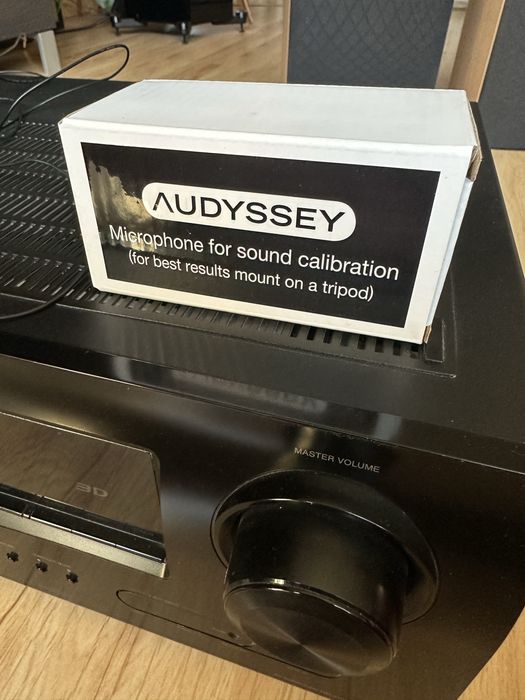 AUDYSSEY
Microphone for sound calibration
(for best results mount on a tripod)
MASTER VOLUME
3D